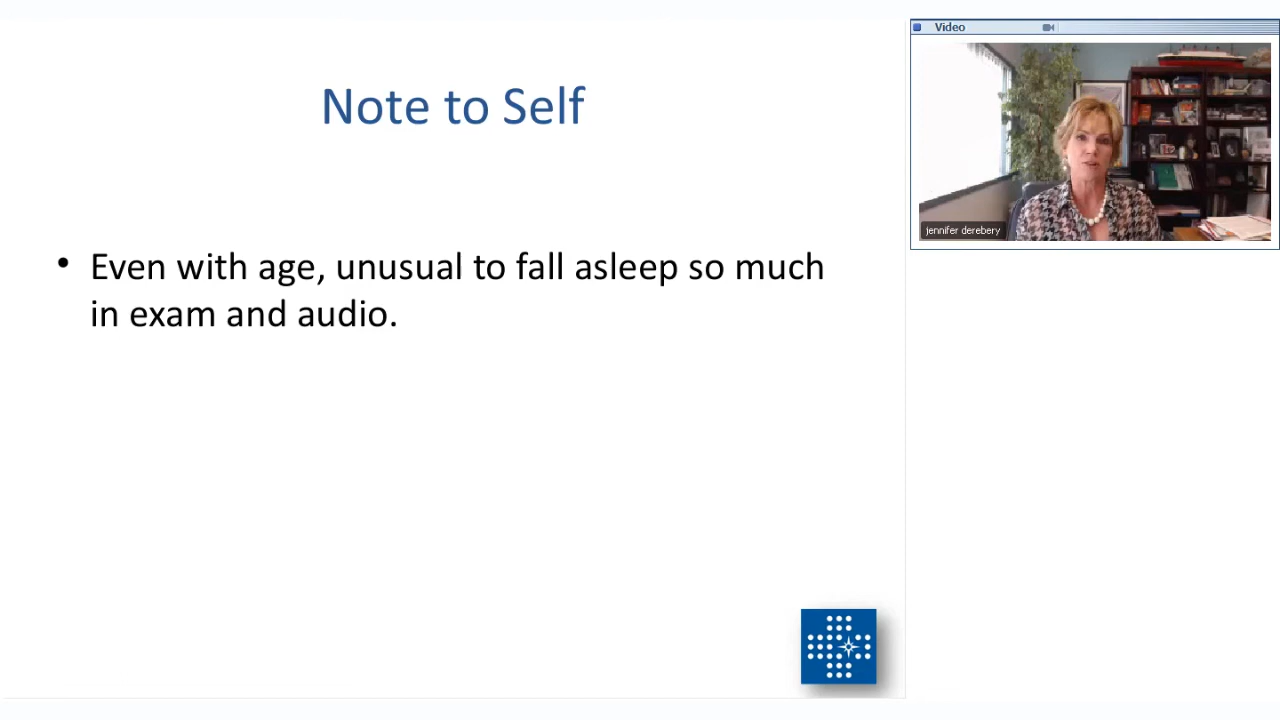 Note to Self
• Even with age, unusual to fall asleep so much
in exam and audio.
Video
jennifer derebery